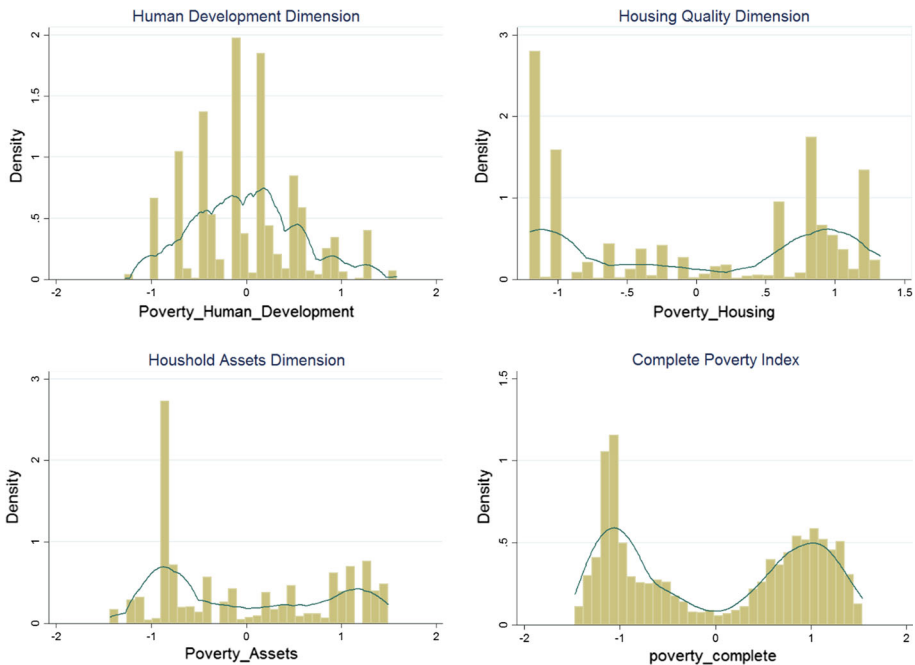 Human Development Dimension
2
1.5
1
.5
0
Density
-2 -1 0 1 2
Poverty_Human_Development
Housing Quality Dimension
3
2
1
0
Density
-1 -.5 0 .5 1 1.5
Poverty_Housing
Houshold Assets Dimension
3
2
1
0
Density
-2 -1 0 1 2
Poverty_Assets
Complete Poverty Index
1.5
1
.5
0
Density
-2 -1 0 1 2
poverty_complete